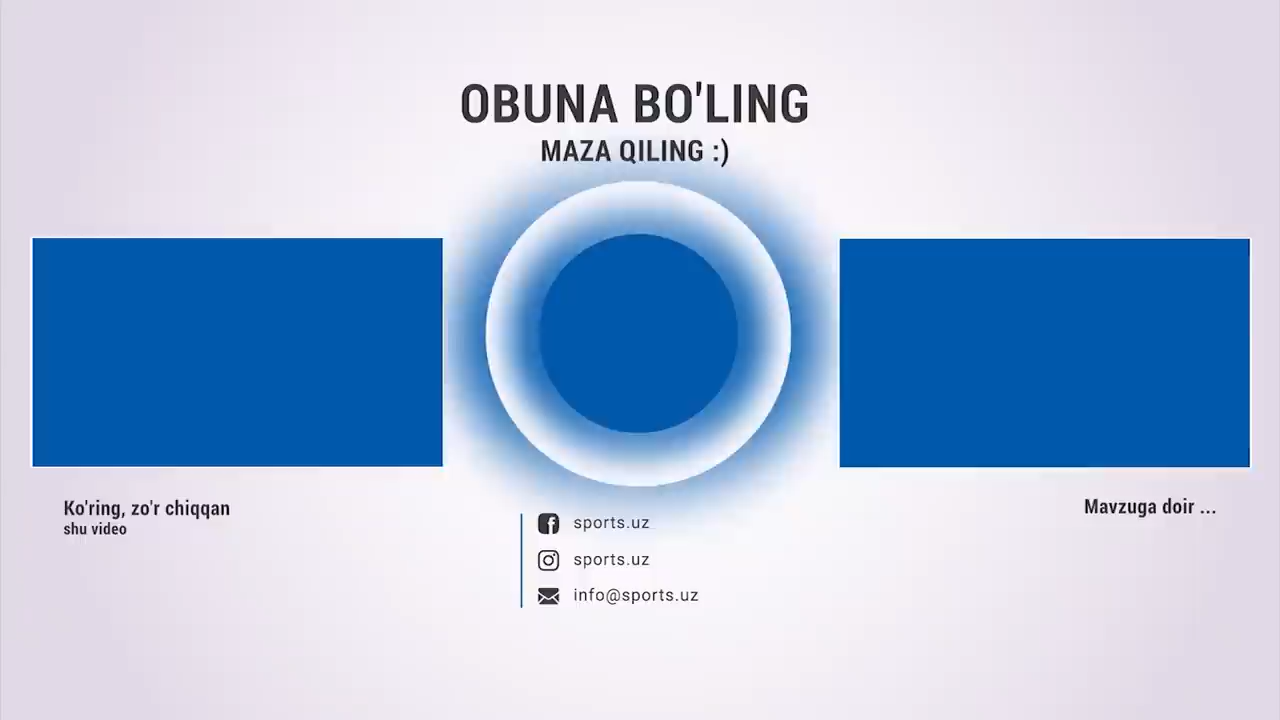 OBUNA BO'LING
MAZA QILING :)
Ko'ring, zo'r chiqqan
shu video
Mavzuga doir ...
sports.uz
sports.uz
info@sports.uz